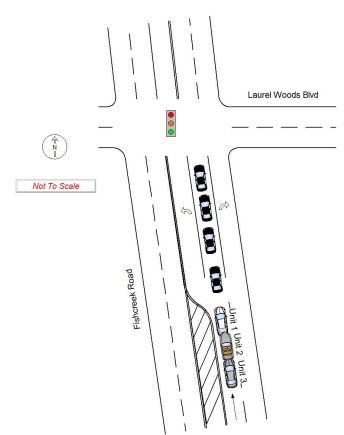 Laurel Woods Blvd
N
Not To Scale
Fishcreek Road
Unit 1
Unit 2
Unit 3